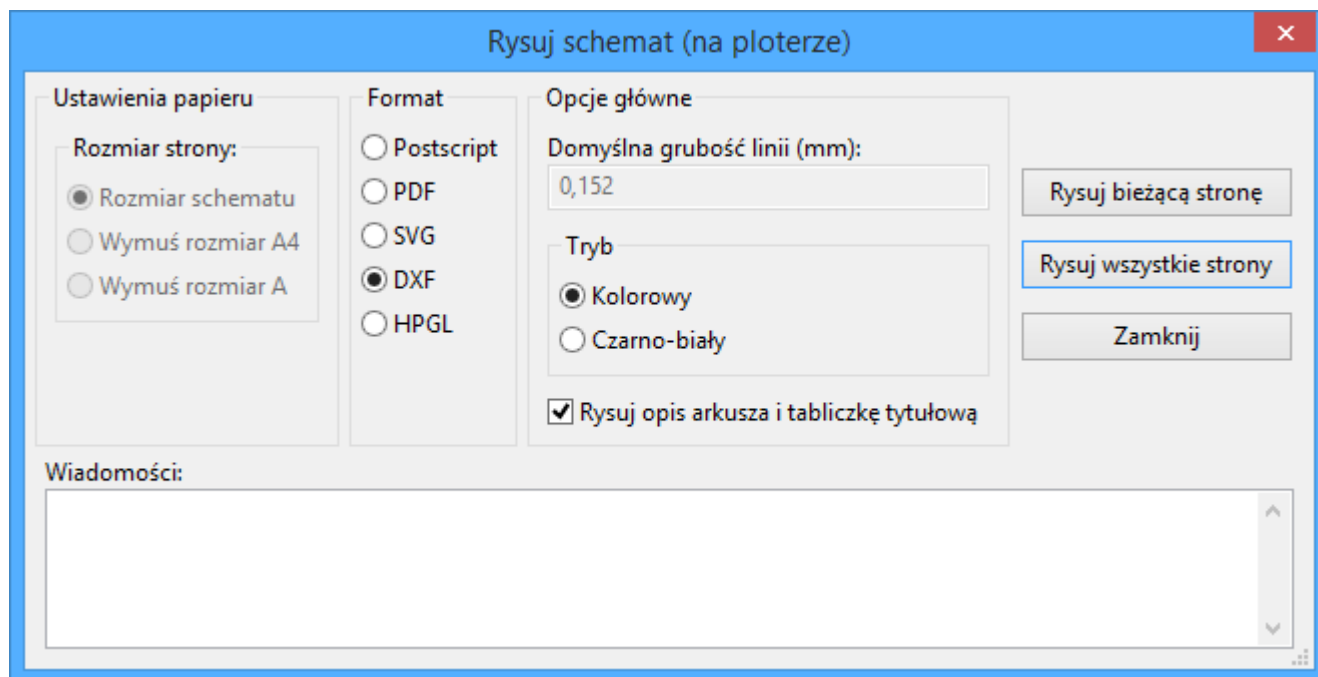 Rysuj schemat (na ploterze)
Ustawienia papieru
Rozmiar strony:
Rozmiar schematu
Wymuś rozmiar A4
Wymuś rozmiar A
Format
Postscript
PDF
SVG
DXF
HPGL
Opcje główne
Domyślna grubość linii (mm):
0,152
Tryb
Kolorowy
Czarno-biały
Rysuj opis arkusza i tabliczkę tytułową
Rysuj bieżącą stronę
Rysuj wszystkie strony
Zamknij
Wiadomości: